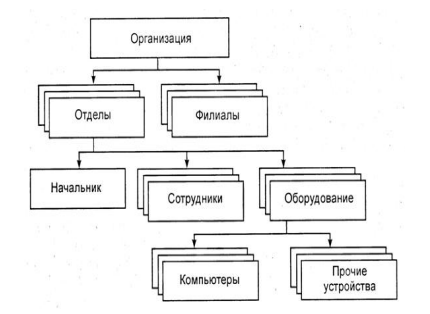 Организация
Отделы
Филиалы
Начальник
Сотрудники
Оборудование
Компьютеры
Прочие
устройства